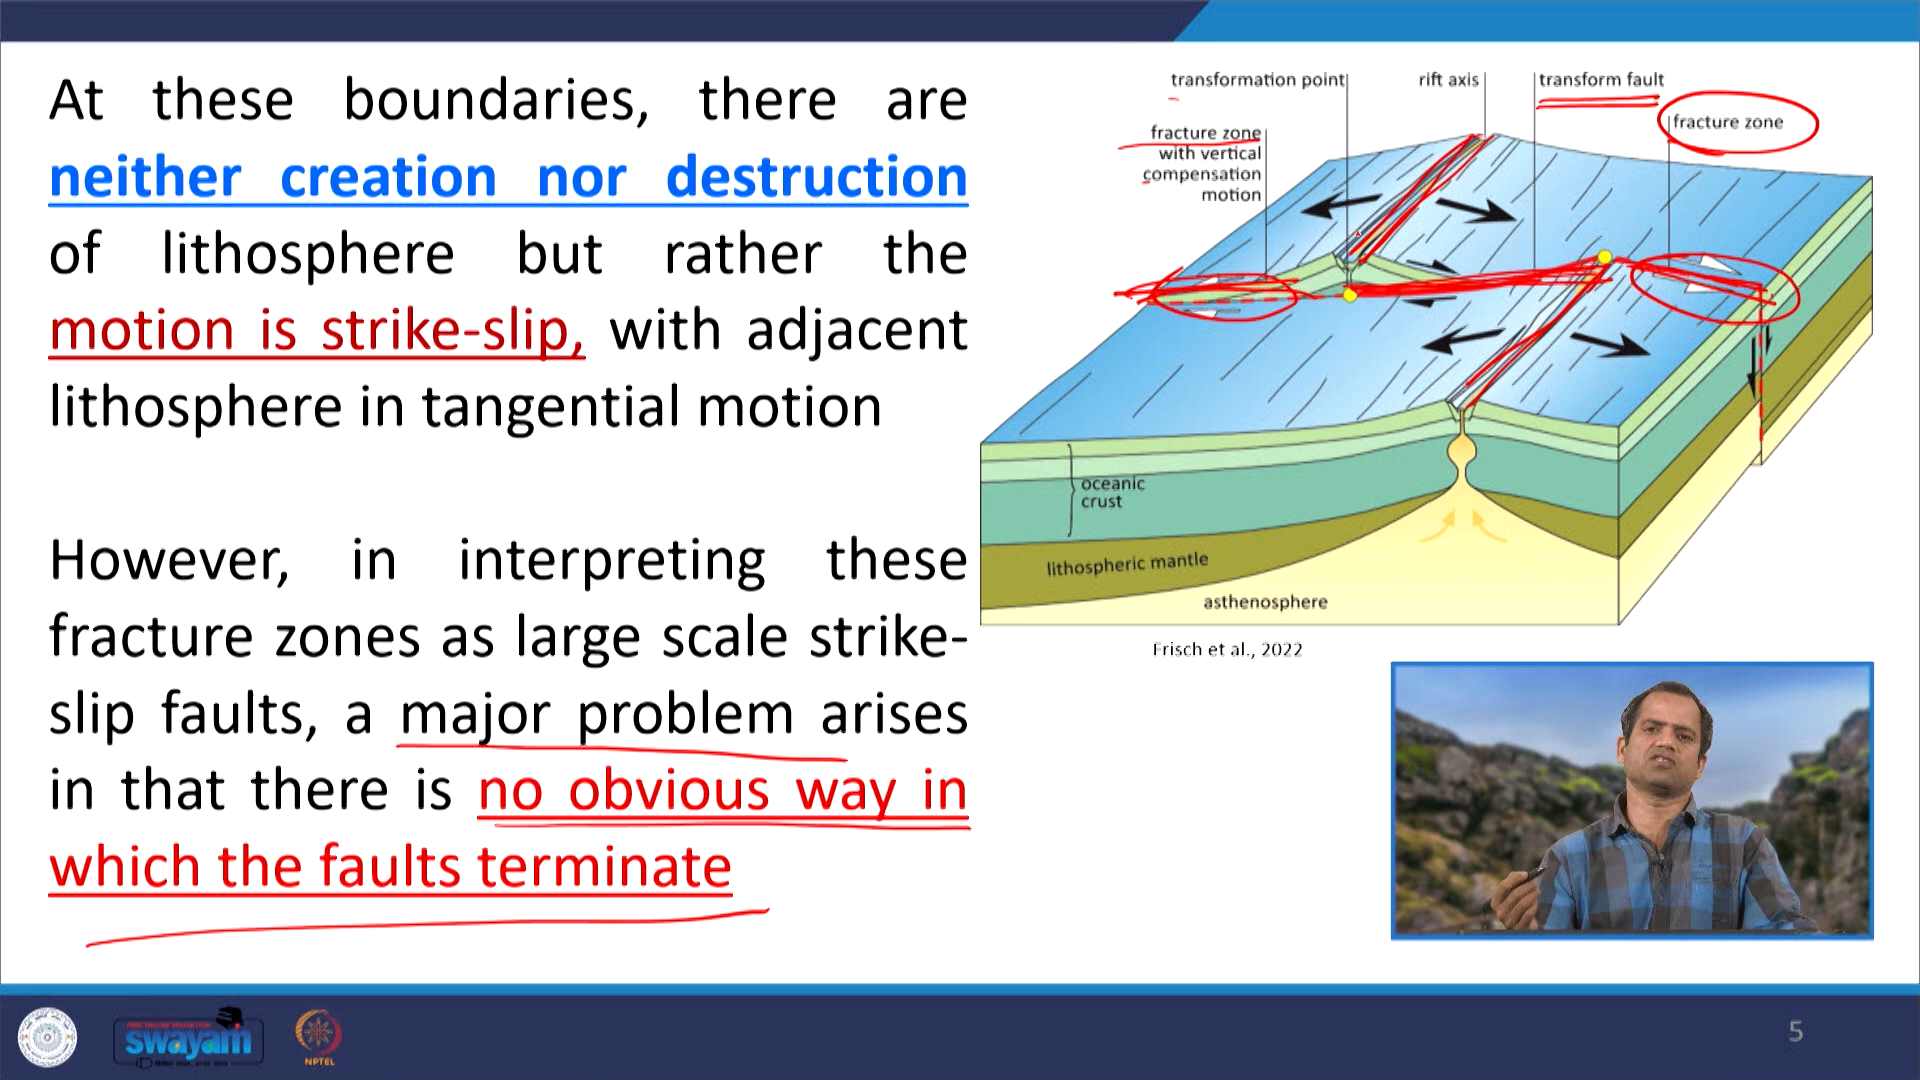 At these boundaries, there are
neither creation nor destruction
of lithosphere but rather the
motion is strike-slip, with adjacent
lithosphere in tangential motion
However, in interpreting these
fracture zones as large scale strike-
slip faults, a major problem arises
in that there is no obvious way in
which the faults terminate
transformation point
rift axis
transform fault
fracture zone
fracture zone
with vertical
compensation
motion
oceanic
crust
lithospheric mantle
asthenosphere
Frisch et al., 2022
swayam
NPTEL
5